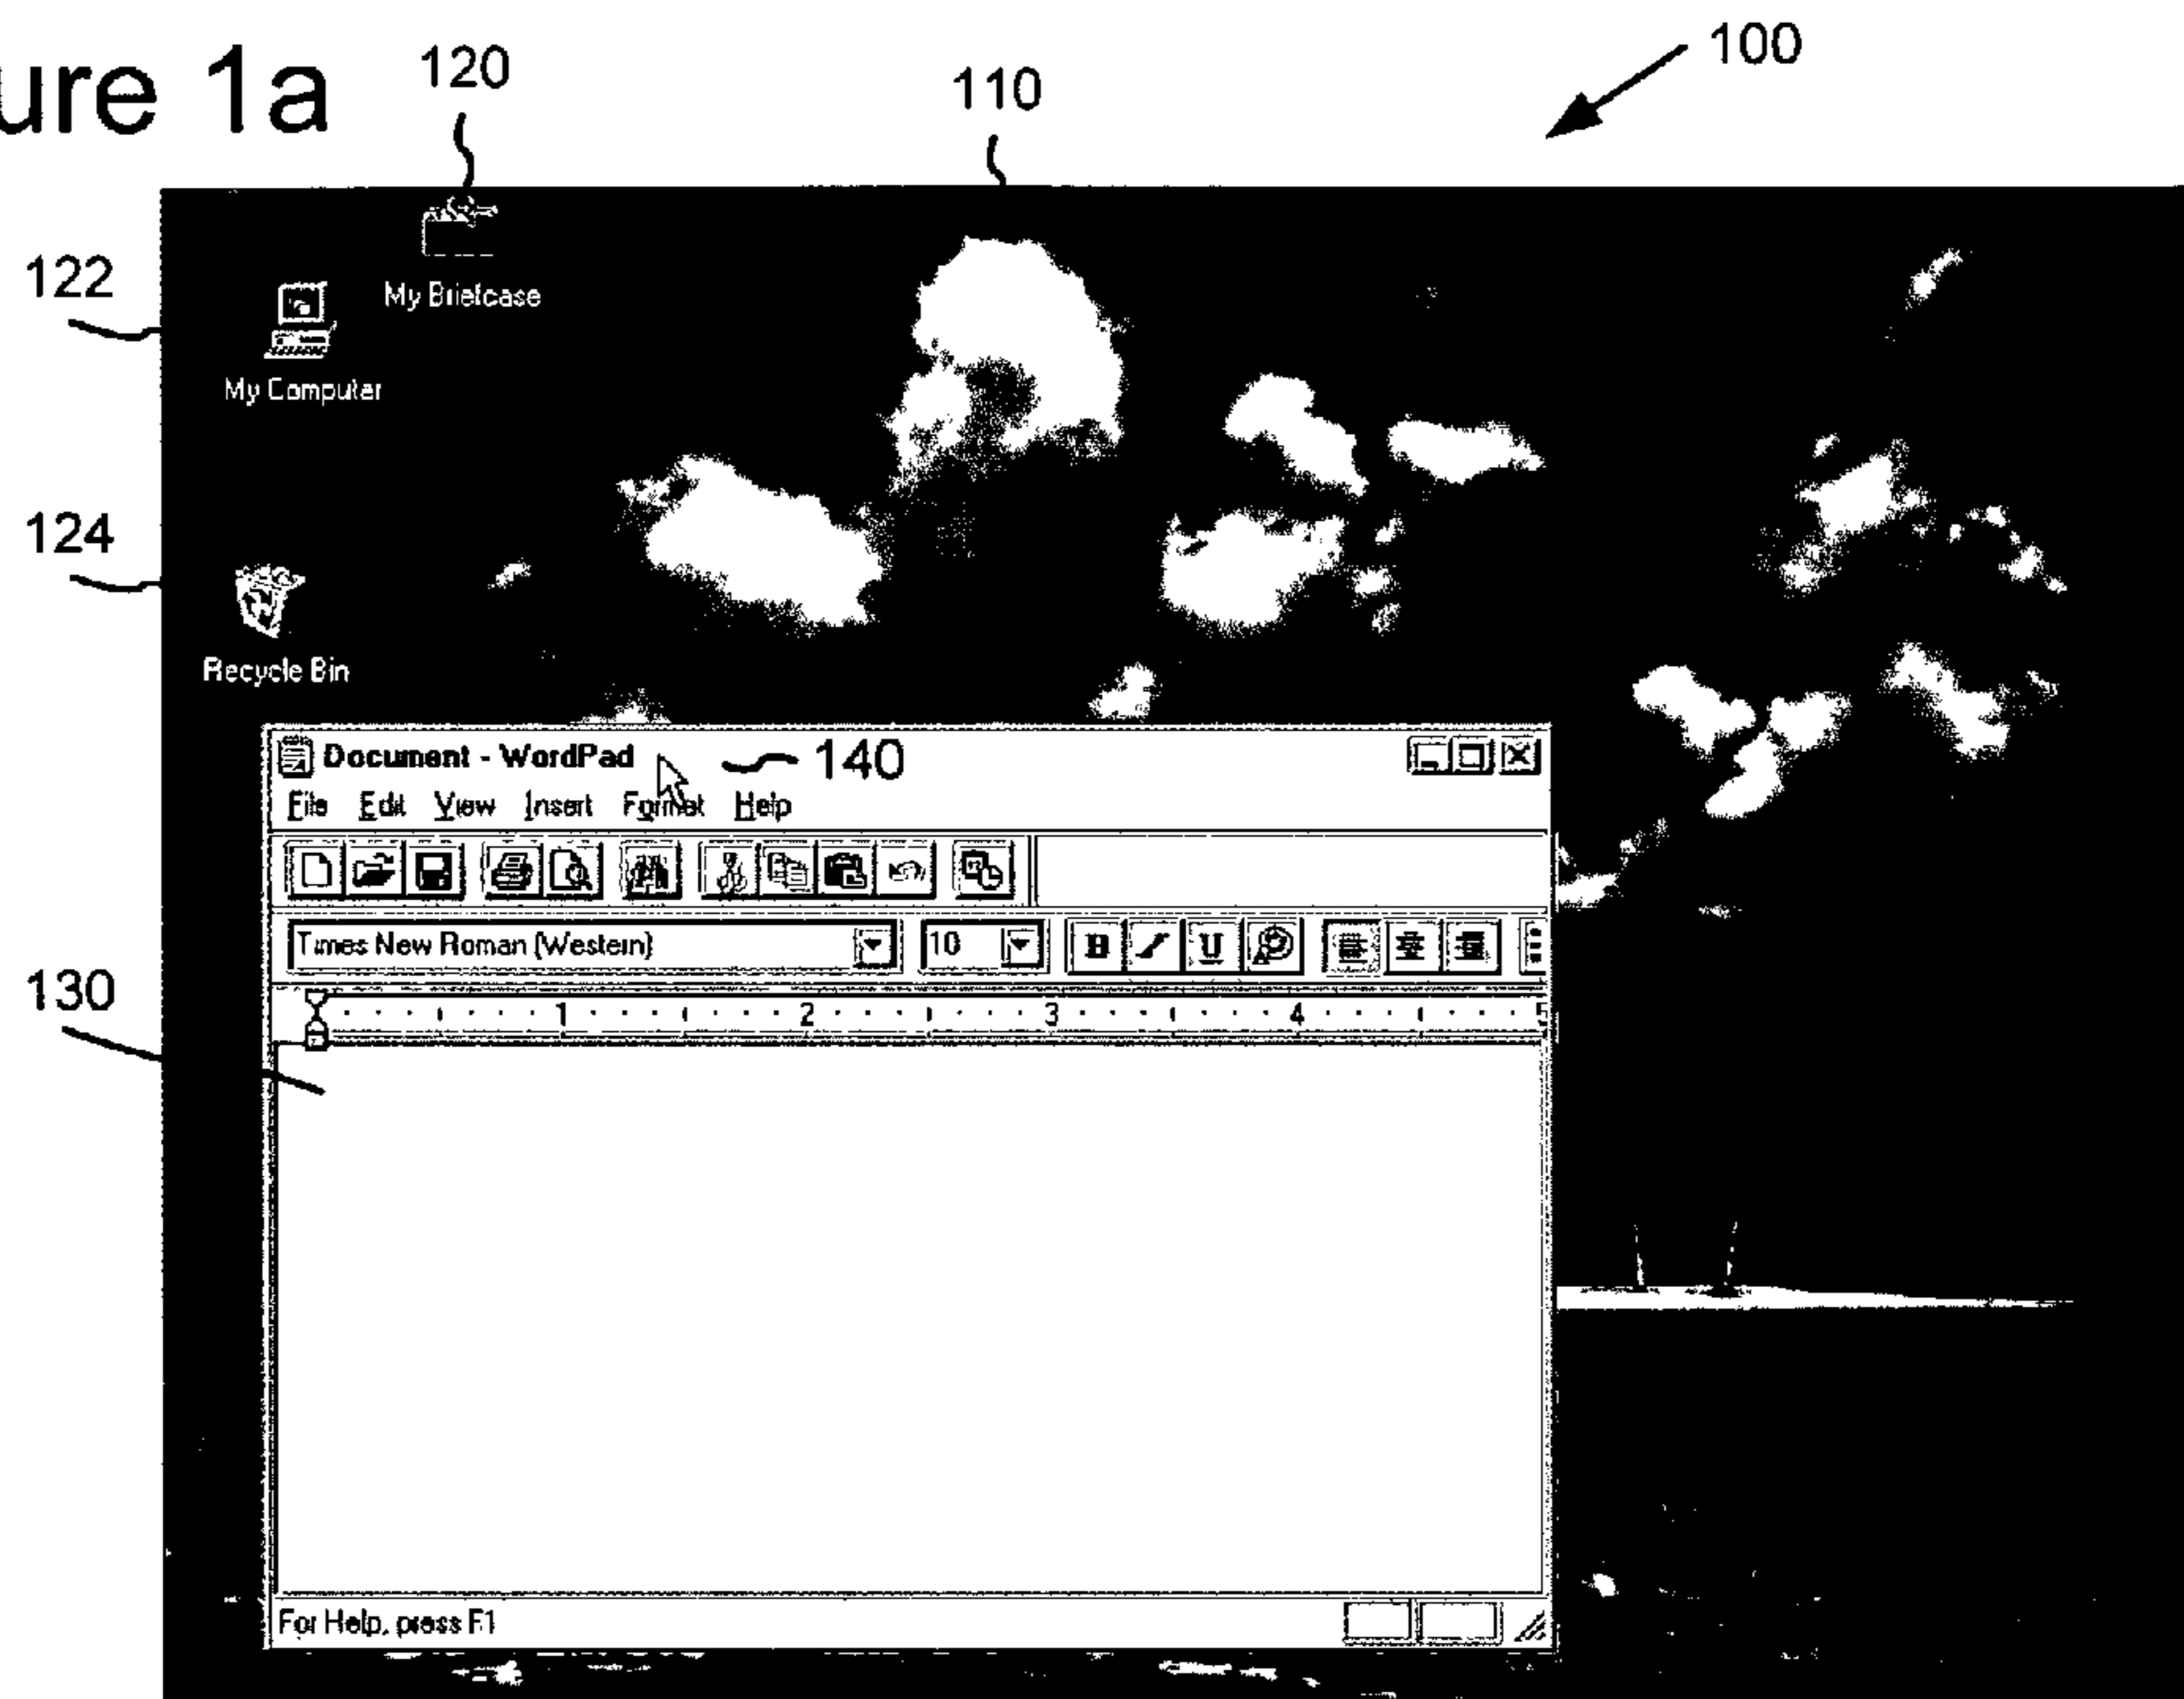 ure 1a
120
110
100
122
My Briefcase
My Computer
124
Recycle Bin
Document - WordPad
140
File Edit View Insert Format Help
Times New Roman (Western)
10
B I U
130
1 2 3 4 5
For Help, press F1